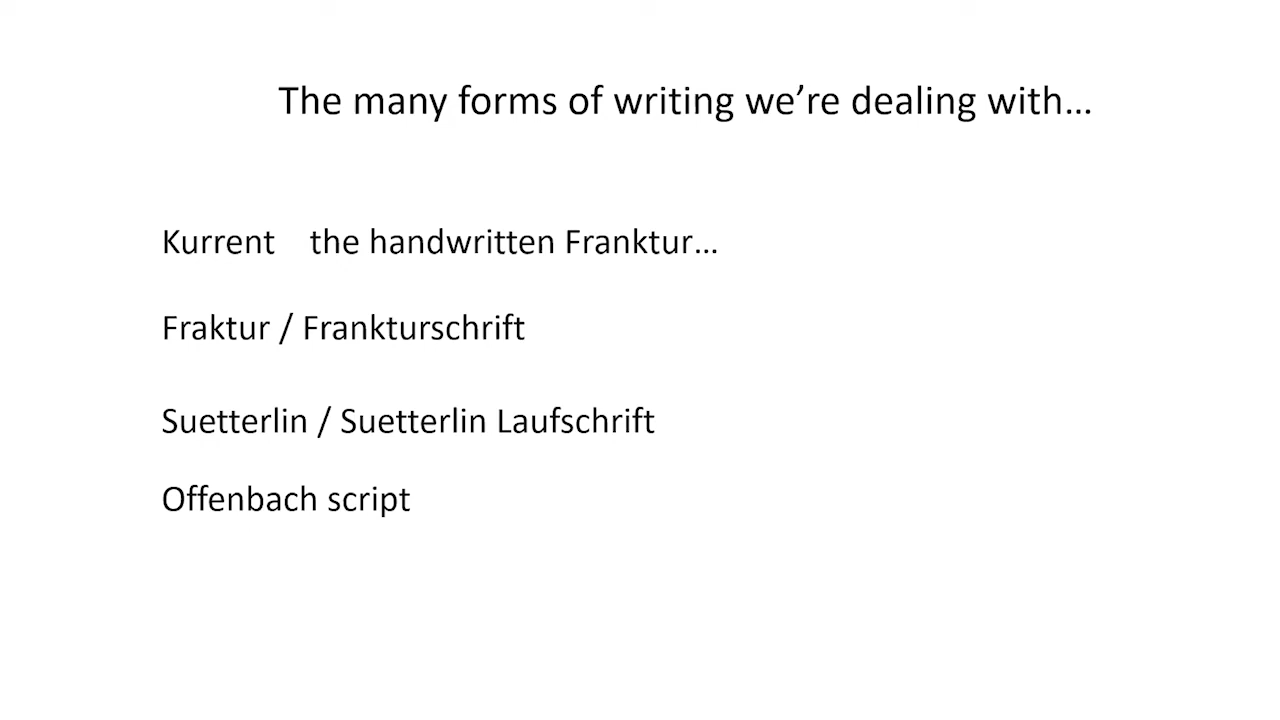 The many forms of writing we’re dealing with…
Kurrent the handwritten Franktur…
Fraktur / Frankturschrift
Suetterlin / Suetterlin Laufschrift
Offenbach script